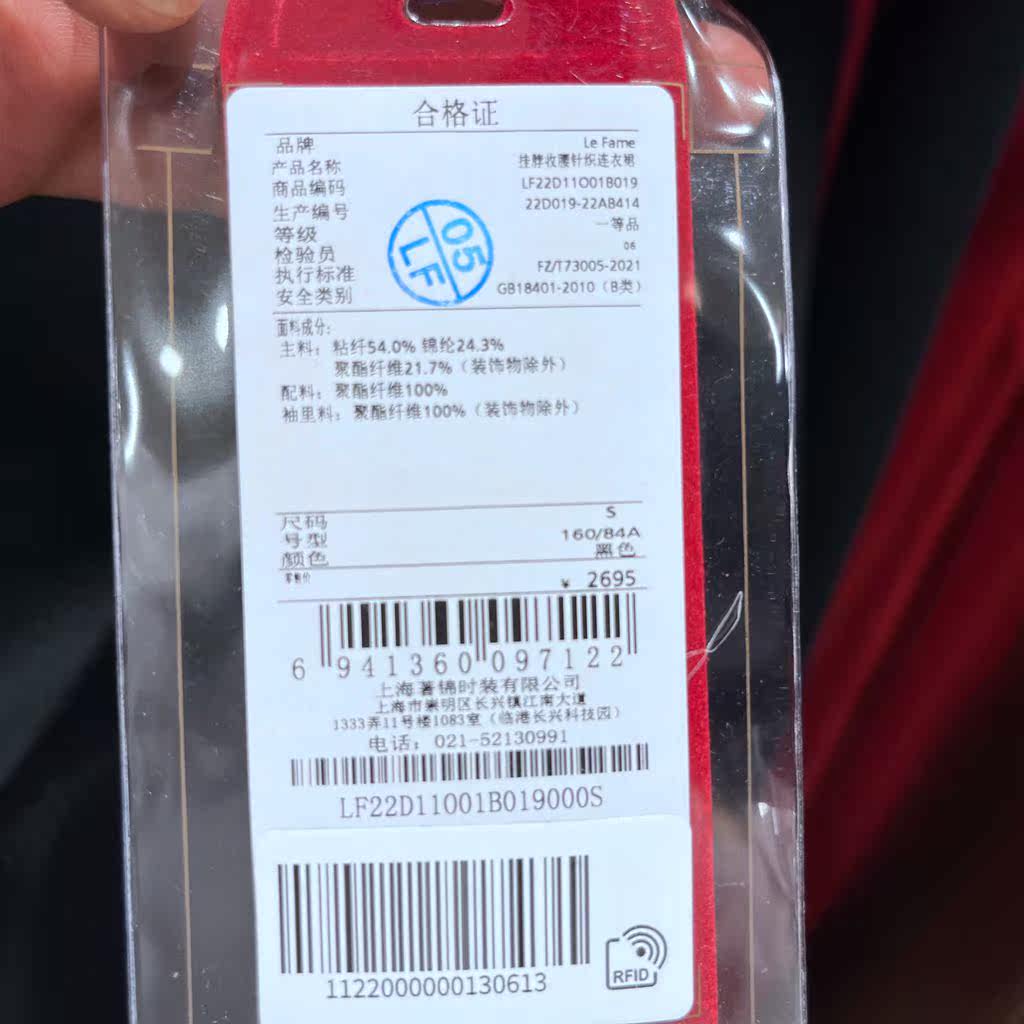 合格证
品牌 Le Fame
产品名称 挂脖收腰针织连衣裙
商品编码 LF22D11O01B019
生产编号 22D019-22AB414
等级 一等品
检验员 06
执行标准 FZ/T73005-2021
安全类别 GB18401-2010（B类）
05
LF
面料成分：
主料：粘纤54.0% 锦纶24.3%
聚酯纤维21.7%（装饰物除外）
配料：聚酯纤维100%
袖里料：聚酯纤维100%（装饰物除外）
尺码 S
号型 160/84A
颜色 黑色
零售价 ¥ 2695
6 941360 097122
上海著锦时装有限公司
上海市崇明区长兴镇江南大道
1333弄11号楼1083室（临港长兴科技园）
电话：021-52130991
LF22D11O01B019000S
1122000000130613
RFID